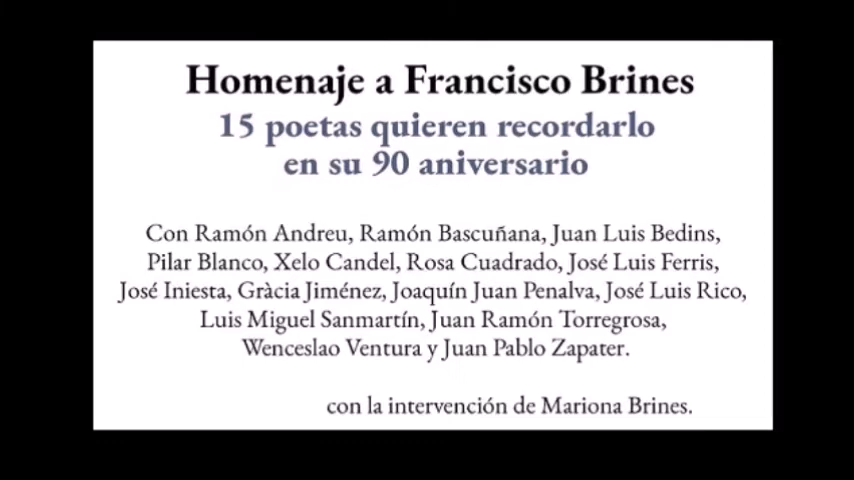 Homenaje a Francisco Brines
15 poetas quieren recordarlo
en su 90 aniversario
Con Ramón Andreu, Ramón Bascuñana, Juan Luis Bedins,
Pilar Blanco, Xelo Candel, Rosa Cuadrado, José Luis Ferris,
José Iniesta, Gràcia Jiménez, Joaquín Juan Penalva, José Luis Rico,
Luis Miguel Sanmartín, Juan Ramón Torregrosa,
Wenceslao Ventura y Juan Pablo Zapater.
con la intervención de Mariona Brines.